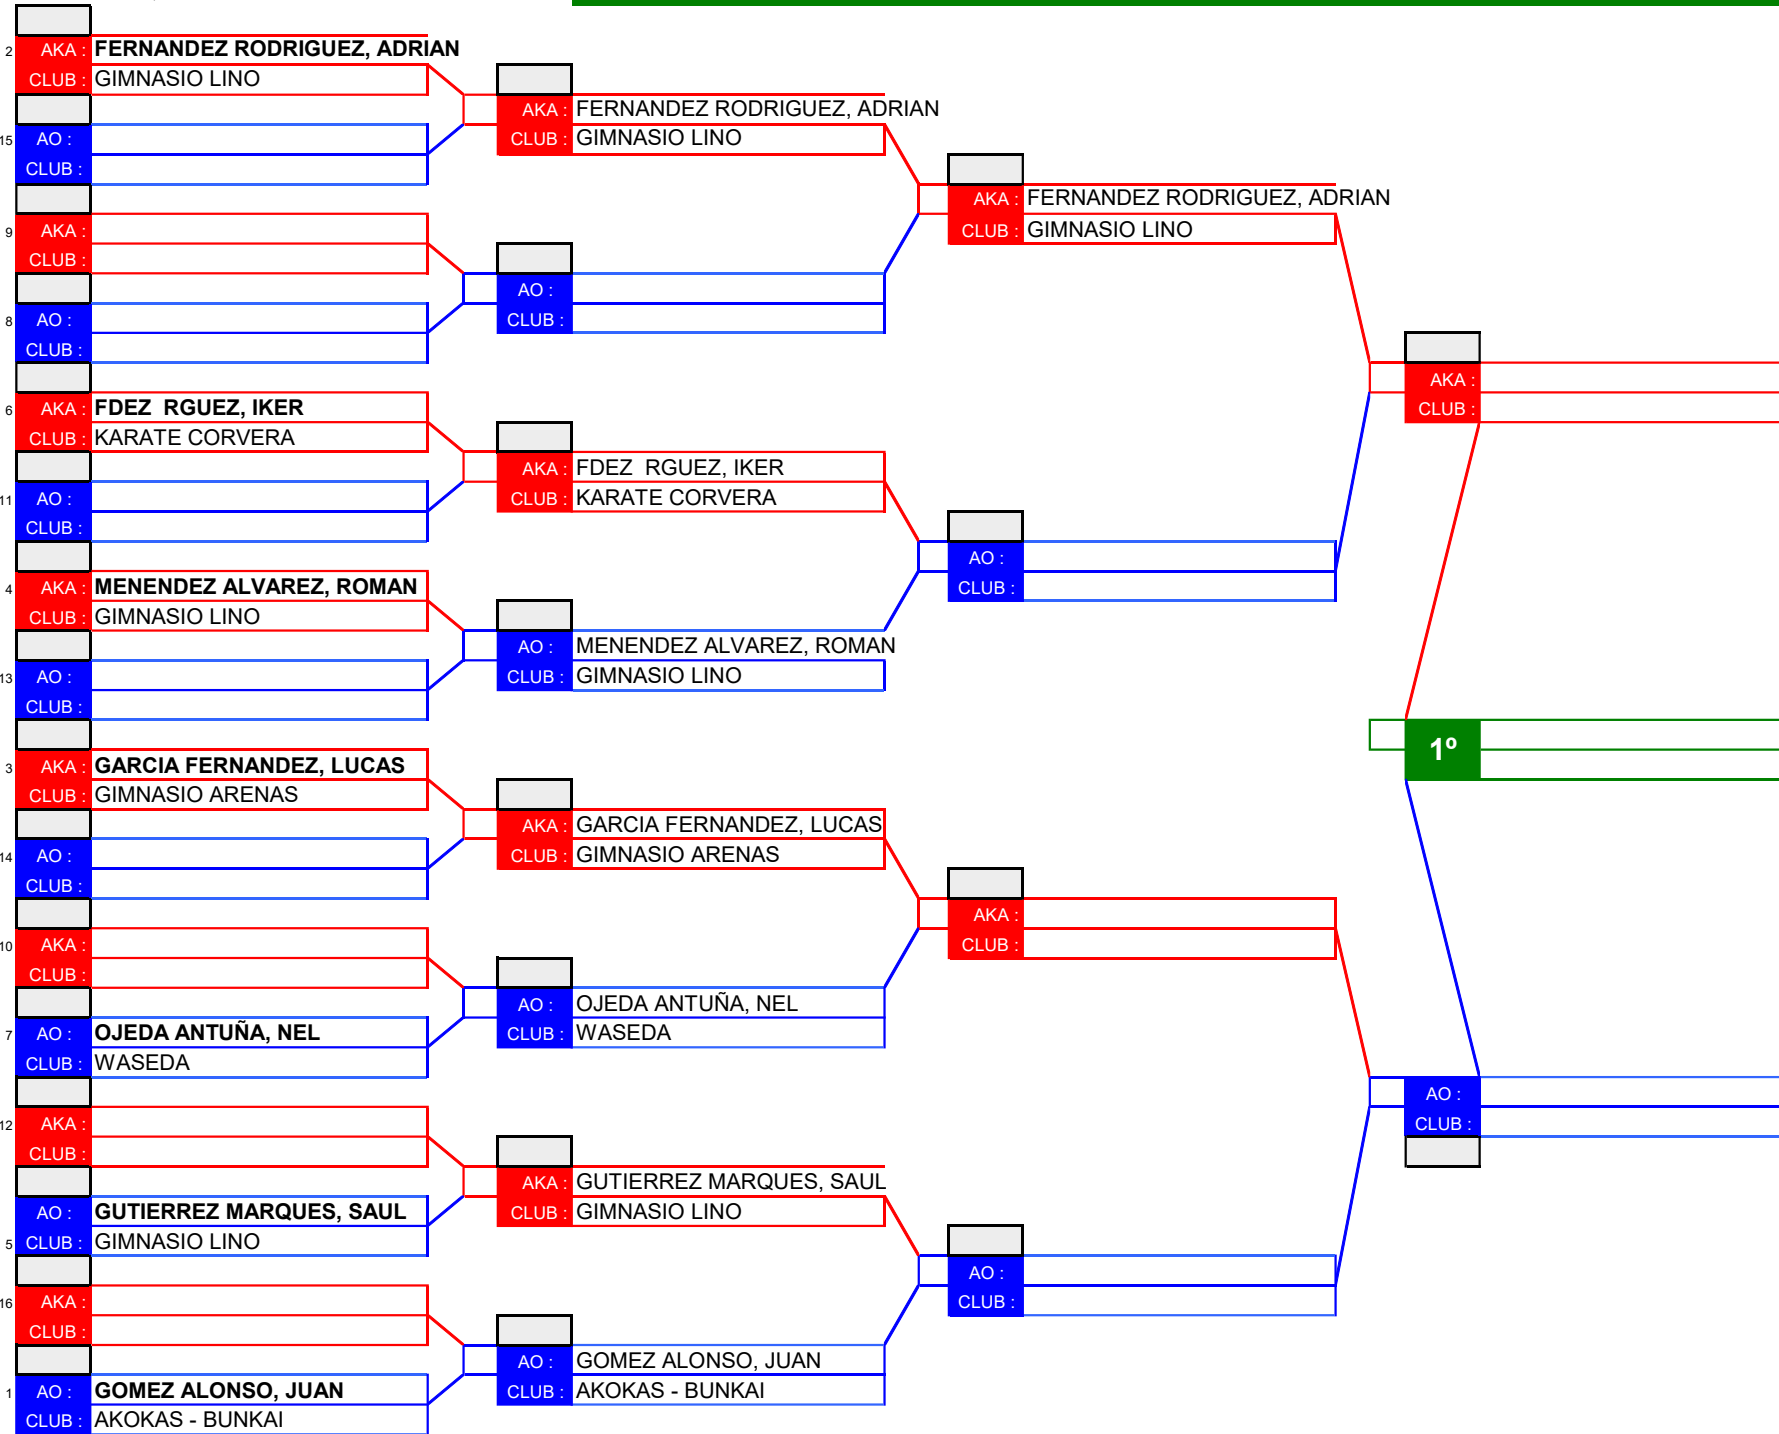 2 AKA : FERNANDEZ RODRIGUEZ, ADRIAN
CLUB : GIMNASIO LINO
15 AO :
CLUB :
9 AKA :
CLUB :
8 AO :
CLUB :
6 AKA : FDEZ  RGUEZ, IKER
CLUB : KARATE CORVERA
11 AO :
CLUB :
4 AKA : MENENDEZ ALVAREZ, ROMAN
CLUB : GIMNASIO LINO
13 AO :
CLUB :
3 AKA : GARCIA FERNANDEZ, LUCAS
CLUB : GIMNASIO ARENAS
14 AO :
CLUB :
10 AKA :
CLUB :
7 AO : OJEDA ANTUÑA, NEL
CLUB : WASEDA
12 AKA :
CLUB :
AO : GUTIERREZ MARQUES, SAUL
5 CLUB : GIMNASIO LINO
16 AKA :
CLUB :
1 AO : GOMEZ ALONSO, JUAN
CLUB : AKOKAS - BUNKAI
AKA : FERNANDEZ RODRIGUEZ, ADRIAN
CLUB : GIMNASIO LINO
AO :
CLUB :
AKA : FDEZ  RGUEZ, IKER
CLUB : KARATE CORVERA
AO : MENENDEZ ALVAREZ, ROMAN
CLUB : GIMNASIO LINO
AKA : GARCIA FERNANDEZ, LUCAS
CLUB : GIMNASIO ARENAS
AO : OJEDA ANTUÑA, NEL
CLUB : WASEDA
AKA : GUTIERREZ MARQUES, SAUL
CLUB : GIMNASIO LINO
AO : GOMEZ ALONSO, JUAN
CLUB : AKOKAS - BUNKAI
AKA : FERNANDEZ RODRIGUEZ, ADRIAN
CLUB : GIMNASIO LINO
AO :
CLUB :
AKA :
CLUB :
AO :
CLUB :
AKA :
CLUB :
1º
AO :
CLUB :